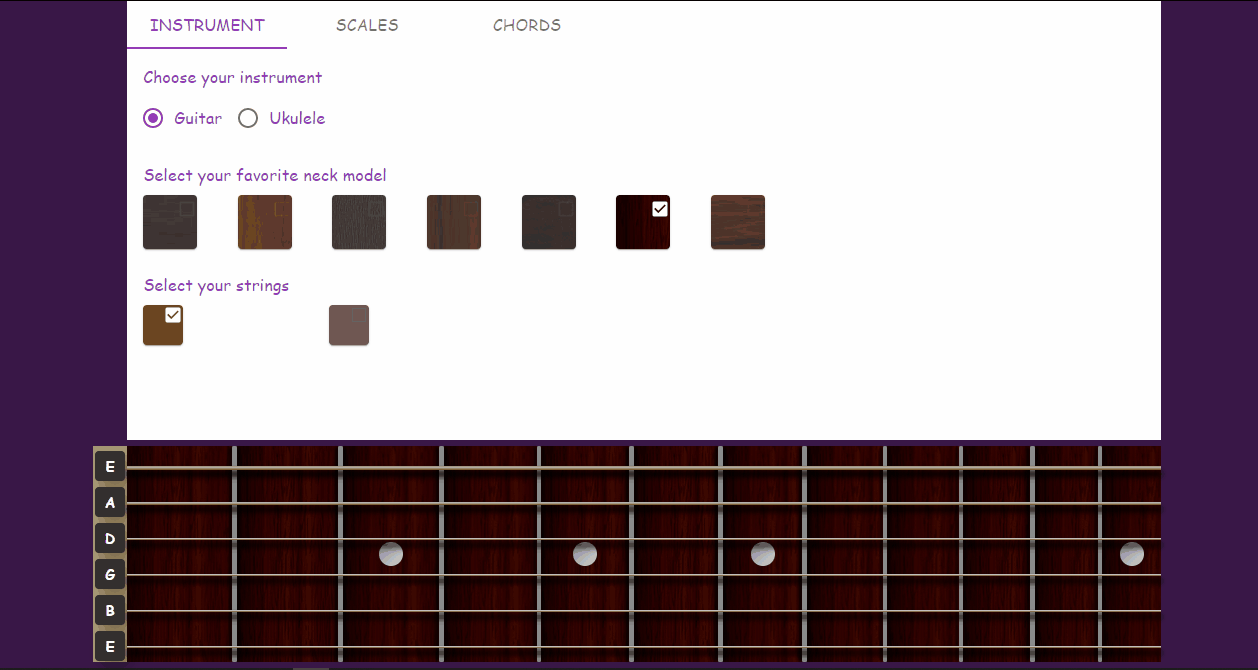 INSTRUMENT SCALES CHORDS
Choose your instrument
Guitar Ukulele
Select your favorite neck model
Select your strings
E
A
D
G
B
E